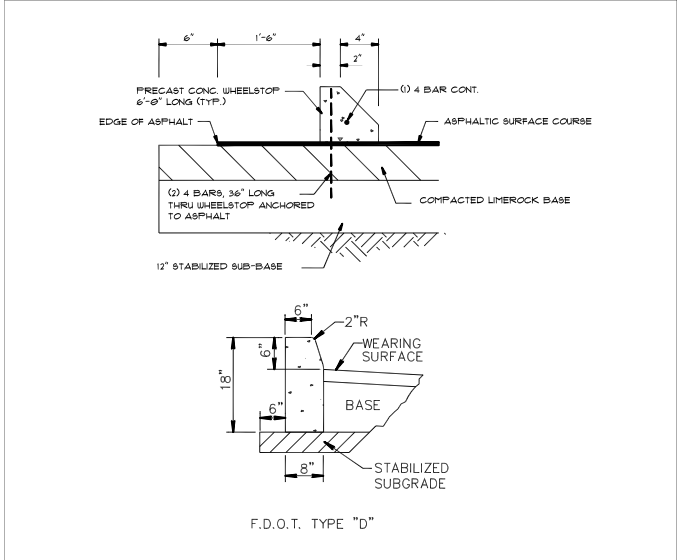 6"
1'-6"
4"
2"
PRECAST CONC. WHEELSTOP
6'-0" LONG (TYP.)
(1) 4 BAR CONT.
EDGE OF ASPHALT
ASPHALTIC SURFACE COURSE
(2) 4 BARS, 36" LONG
THRU WHEELSTOP ANCHORED
TO ASPHALT
COMPACTED LIMEROCK BASE
12" STABILIZED SUB-BASE
6"
2"R
WEARING
SURFACE
6"
18"
6"
BASE
8"
STABILIZED
SUBGRADE
F.D.O.T. TYPE "D"